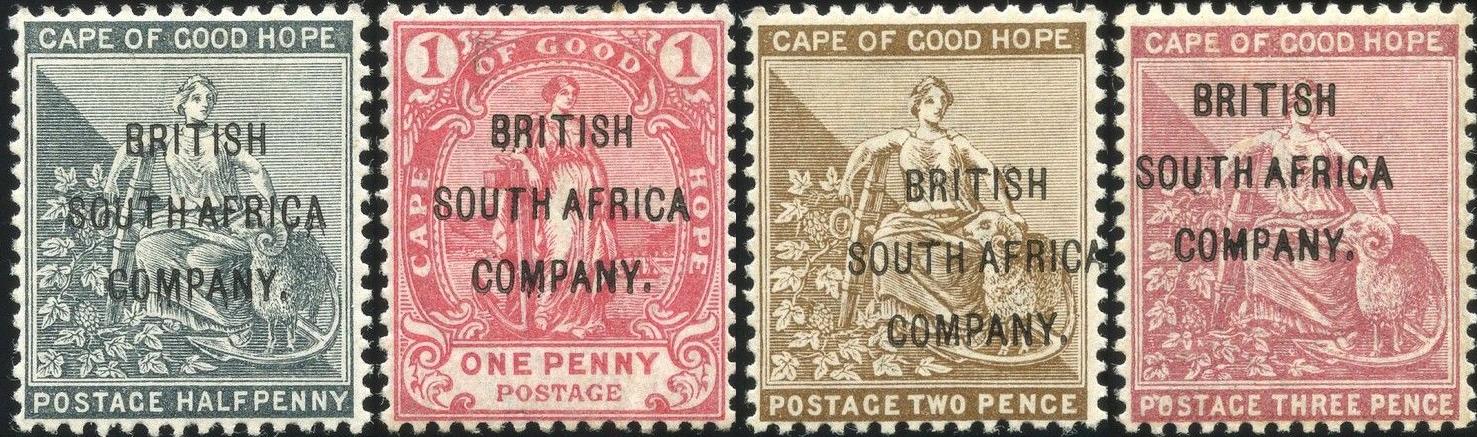 CAPE OF GOOD HOPE
BRITISH
SOUTH AFRICA
COMPANY.
POSTAGE HALFPENNY
1 OF GOOD 1
CAPE
HOPE
BRITISH
SOUTH AFRICA
COMPANY.
ONE PENNY
POSTAGE
CAPE OF GOOD HOPE
BRITISH
SOUTH AFRICA
COMPANY.
POSTAGE TWO PENCE
CAPE OF GOOD HOPE
BRITISH
SOUTH AFRICA
COMPANY.
POSTAGE THREE PENCE